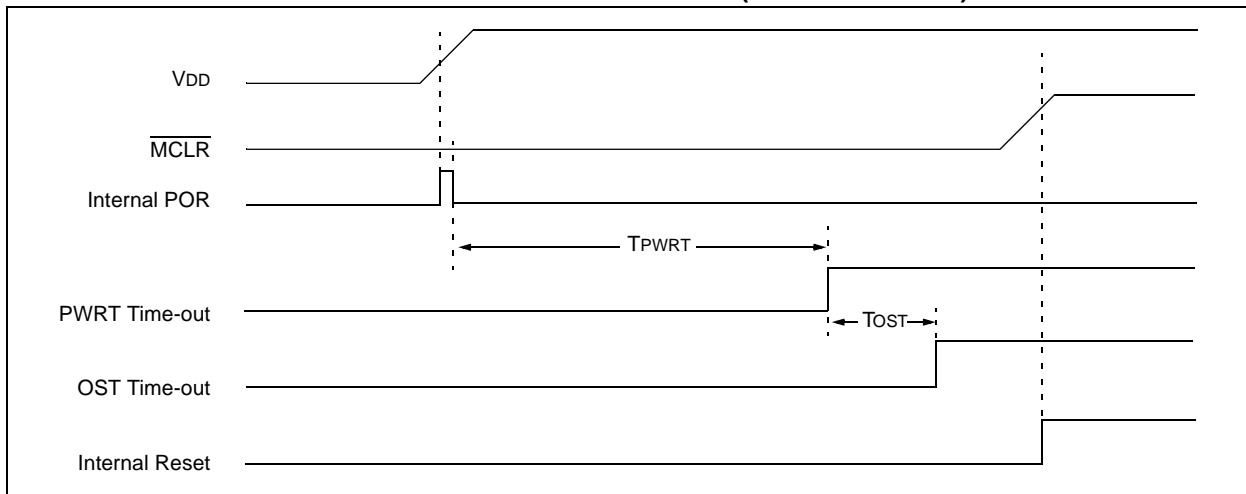 VDD
MCLR
Internal POR
TPWRT
PWRT Time-out
TOST
OST Time-out
Internal Reset